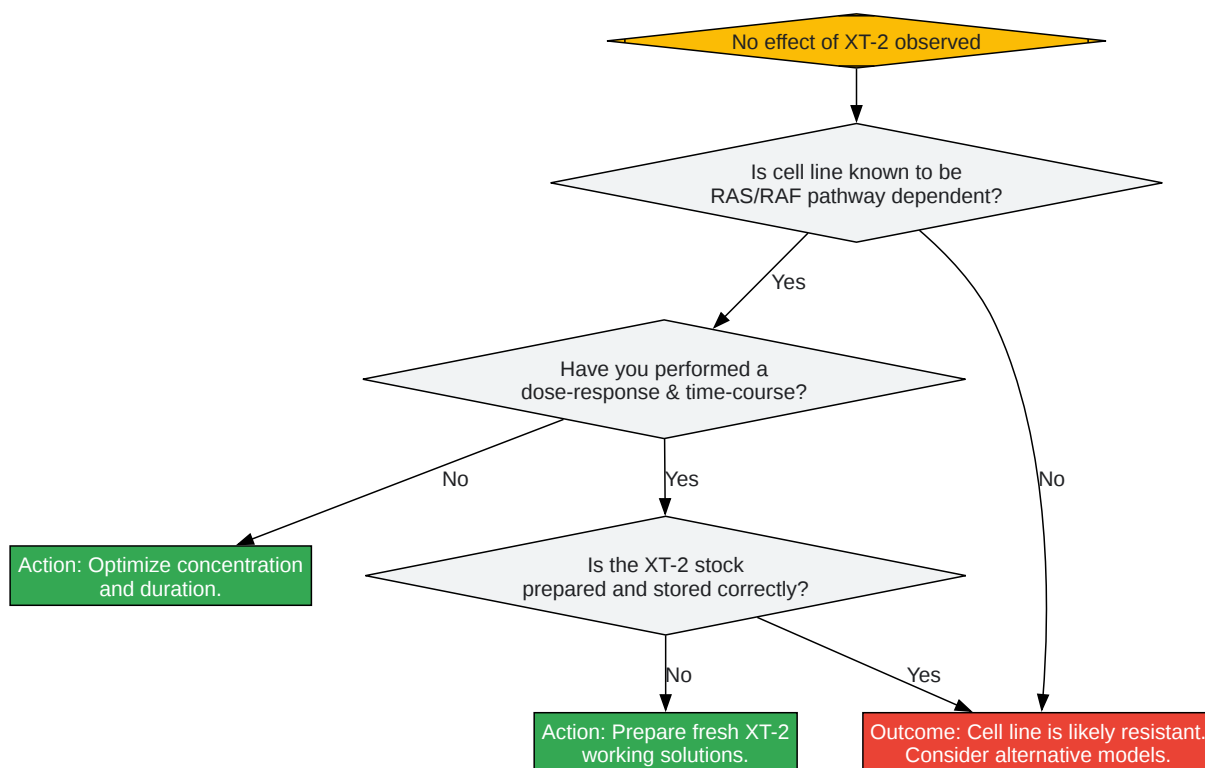 No effect of XT-2 observed
Is cell line known to be
RAS/RAF pathway dependent?
Yes
Have you performed a
dose-response & time-course?
No
Yes
No
Action: Optimize concentration
and duration.
Is the XT-2 stock
prepared and stored correctly?
No
Yes
Action: Prepare fresh XT-2
working solutions.
Outcome: Cell line is likely resistant.
Consider alternative models.